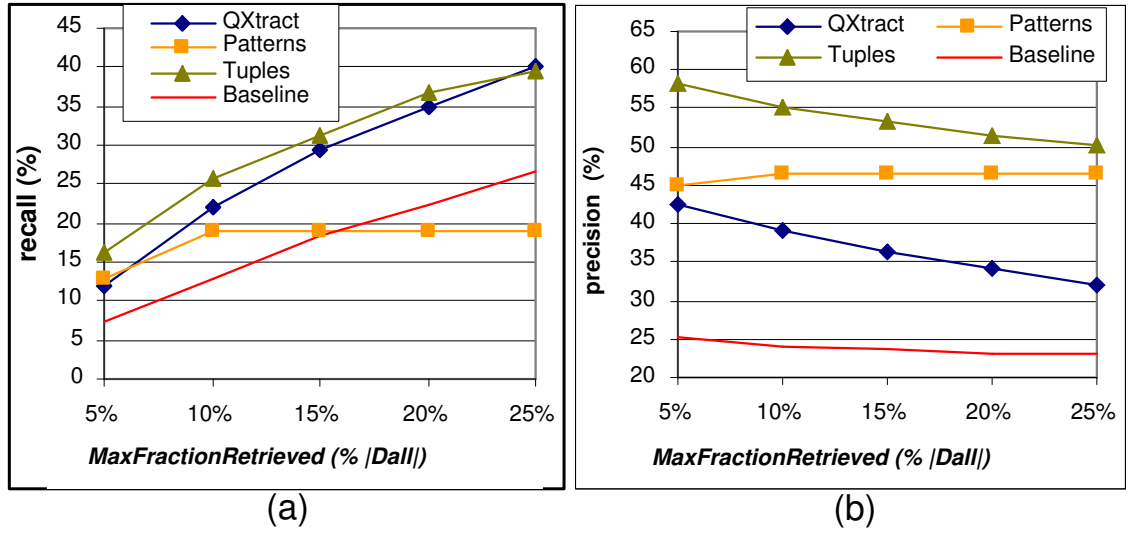 QXtract
Patterns
Tuples
Baseline
45
40
35
30
25
20
15
10
5
0
recall (%)
5% 10% 15% 20% 25%
MaxFractionRetrieved (% |Dall|)
(a)
QXtract Patterns
Tuples Baseline
65
60
55
50
45
40
35
30
25
20
precision (%)
5% 10% 15% 20% 25%
MaxFractionRetrieved (% |Dall|)
(b)